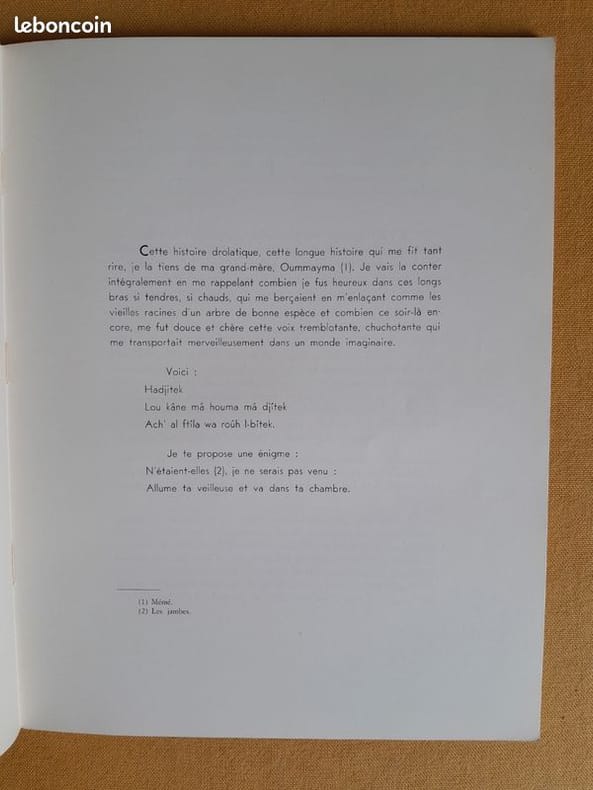 leboncoin
Cette histoire drolatique, cette longue histoire qui me fit tant
rire, je la tiens de ma grand-mère, Oummayma (1). Je vais la conter
intégralement en me rappelant combien je fus heureux dans ces longs
bras si tendres, si chauds, qui me berçaient en m'enlaçant comme les
vieilles racines d'un arbre de bonne espèce et combien ce soir-là en-
core, me fut douce et chère cette voix tremblotante, chuchotante qui
me transportait merveilleusement dans un monde imaginaire.
Voici :
Hadjitek
Lou kâne mâ houma mâ djîtek
Ach' al ftîla wa roûh l-bîtek.
Je te propose une énigme :
N'étaient-elles (2), je ne serais pas venu :
Allume ta veilleuse et va dans ta chambre.
(1) Mémé.
(2) Les jambes.